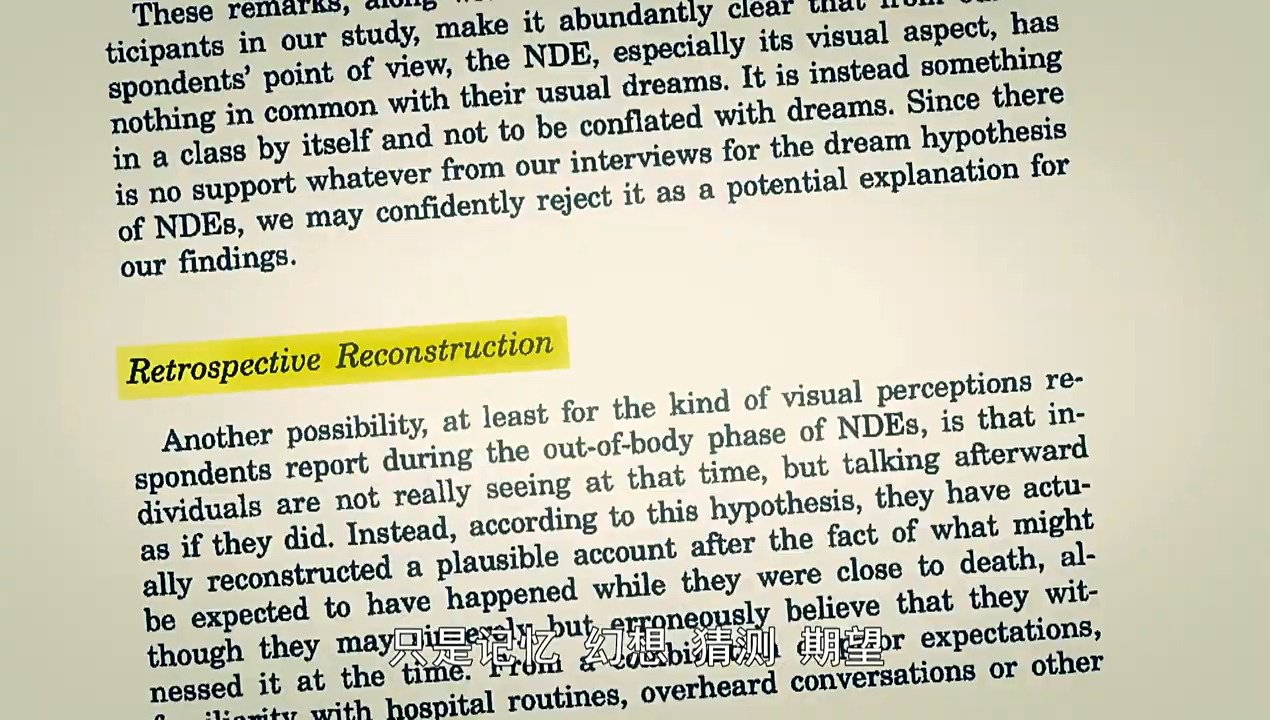 These remarks, along
ticipants in our study, make it abundantly clear that from
spondents' point of view, the NDE, especially its visual aspect, has
nothing in common with their usual dreams. It is instead something
in a class by itself and not to be conflated with dreams. Since there
is no support whatever from our interviews for the dream hypothesis
of NDEs, we may confidently reject it as a potential explanation for
our findings.
Retrospective Reconstruction
Another possibility, at least for the kind of visual perceptions re-
spondents report during the out-of-body phase of NDEs, is that in-
dividuals are not really seeing at that time, but talking afterward
as if they did. Instead, according to this hypothesis, they have actu-
ally reconstructed a plausible account after the fact of what might
be expected to have happened while they were close to death, al-
though they may but erroneously believe that they wit-
nessed it at the time. From a or expectations,
with hospital routines, overheard conversations or other
只是记忆 幻想 猜测 期望